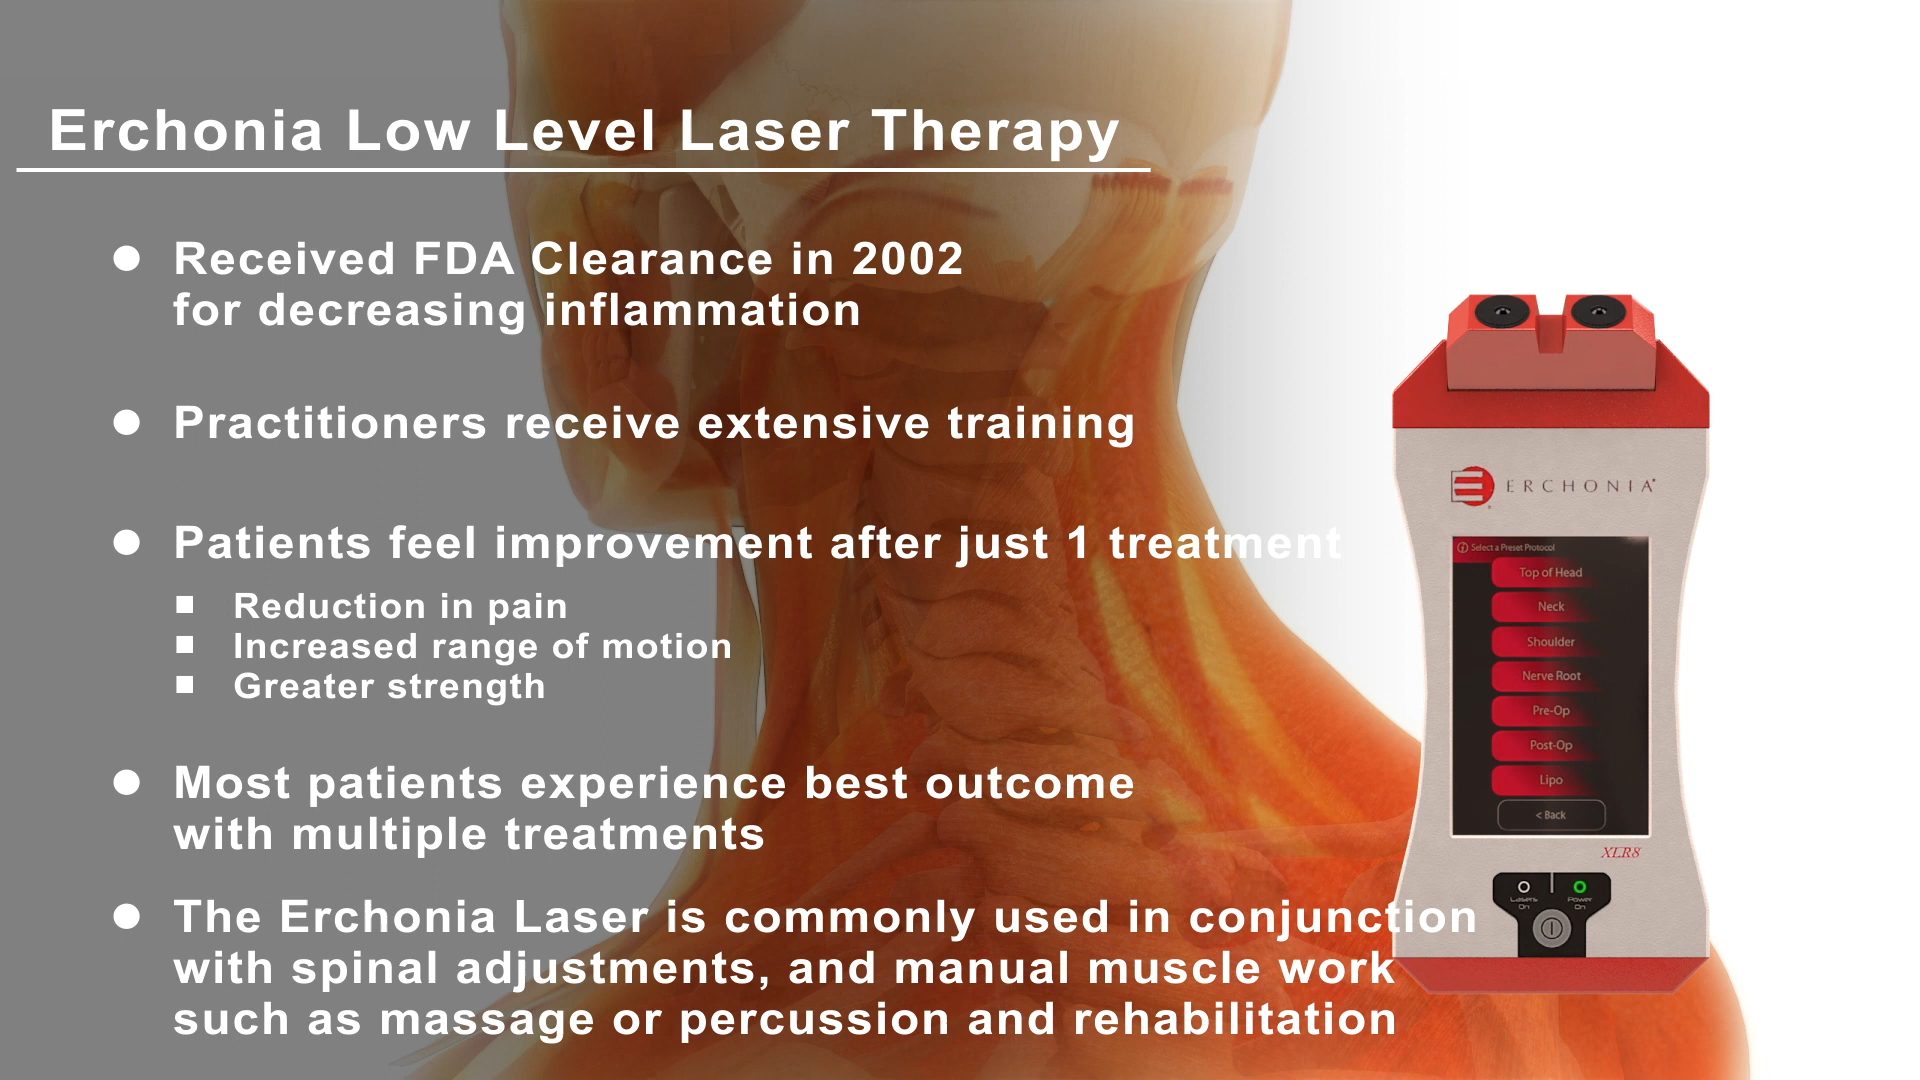 Erchonia Low Level Laser Therapy
Received FDA Clearance in 2002
for decreasing inflammation
Practitioners receive extensive training
Patients feel improvement after just 1 treatment
Reduction in pain
Increased range of motion
Greater strength
Most patients experience best outcome
with multiple treatments
The Erchonia Laser is commonly used in conjunction
with spinal adjustments, and manual muscle work
such as massage or percussion and rehabilitation
ERCHONIA
Select a Preset Protocol
Top of Head
Neck
Shoulder
Nerve Root
Pre-Op
Post-Op
Lipo
< Back
XLR8
Lasers On
Power On